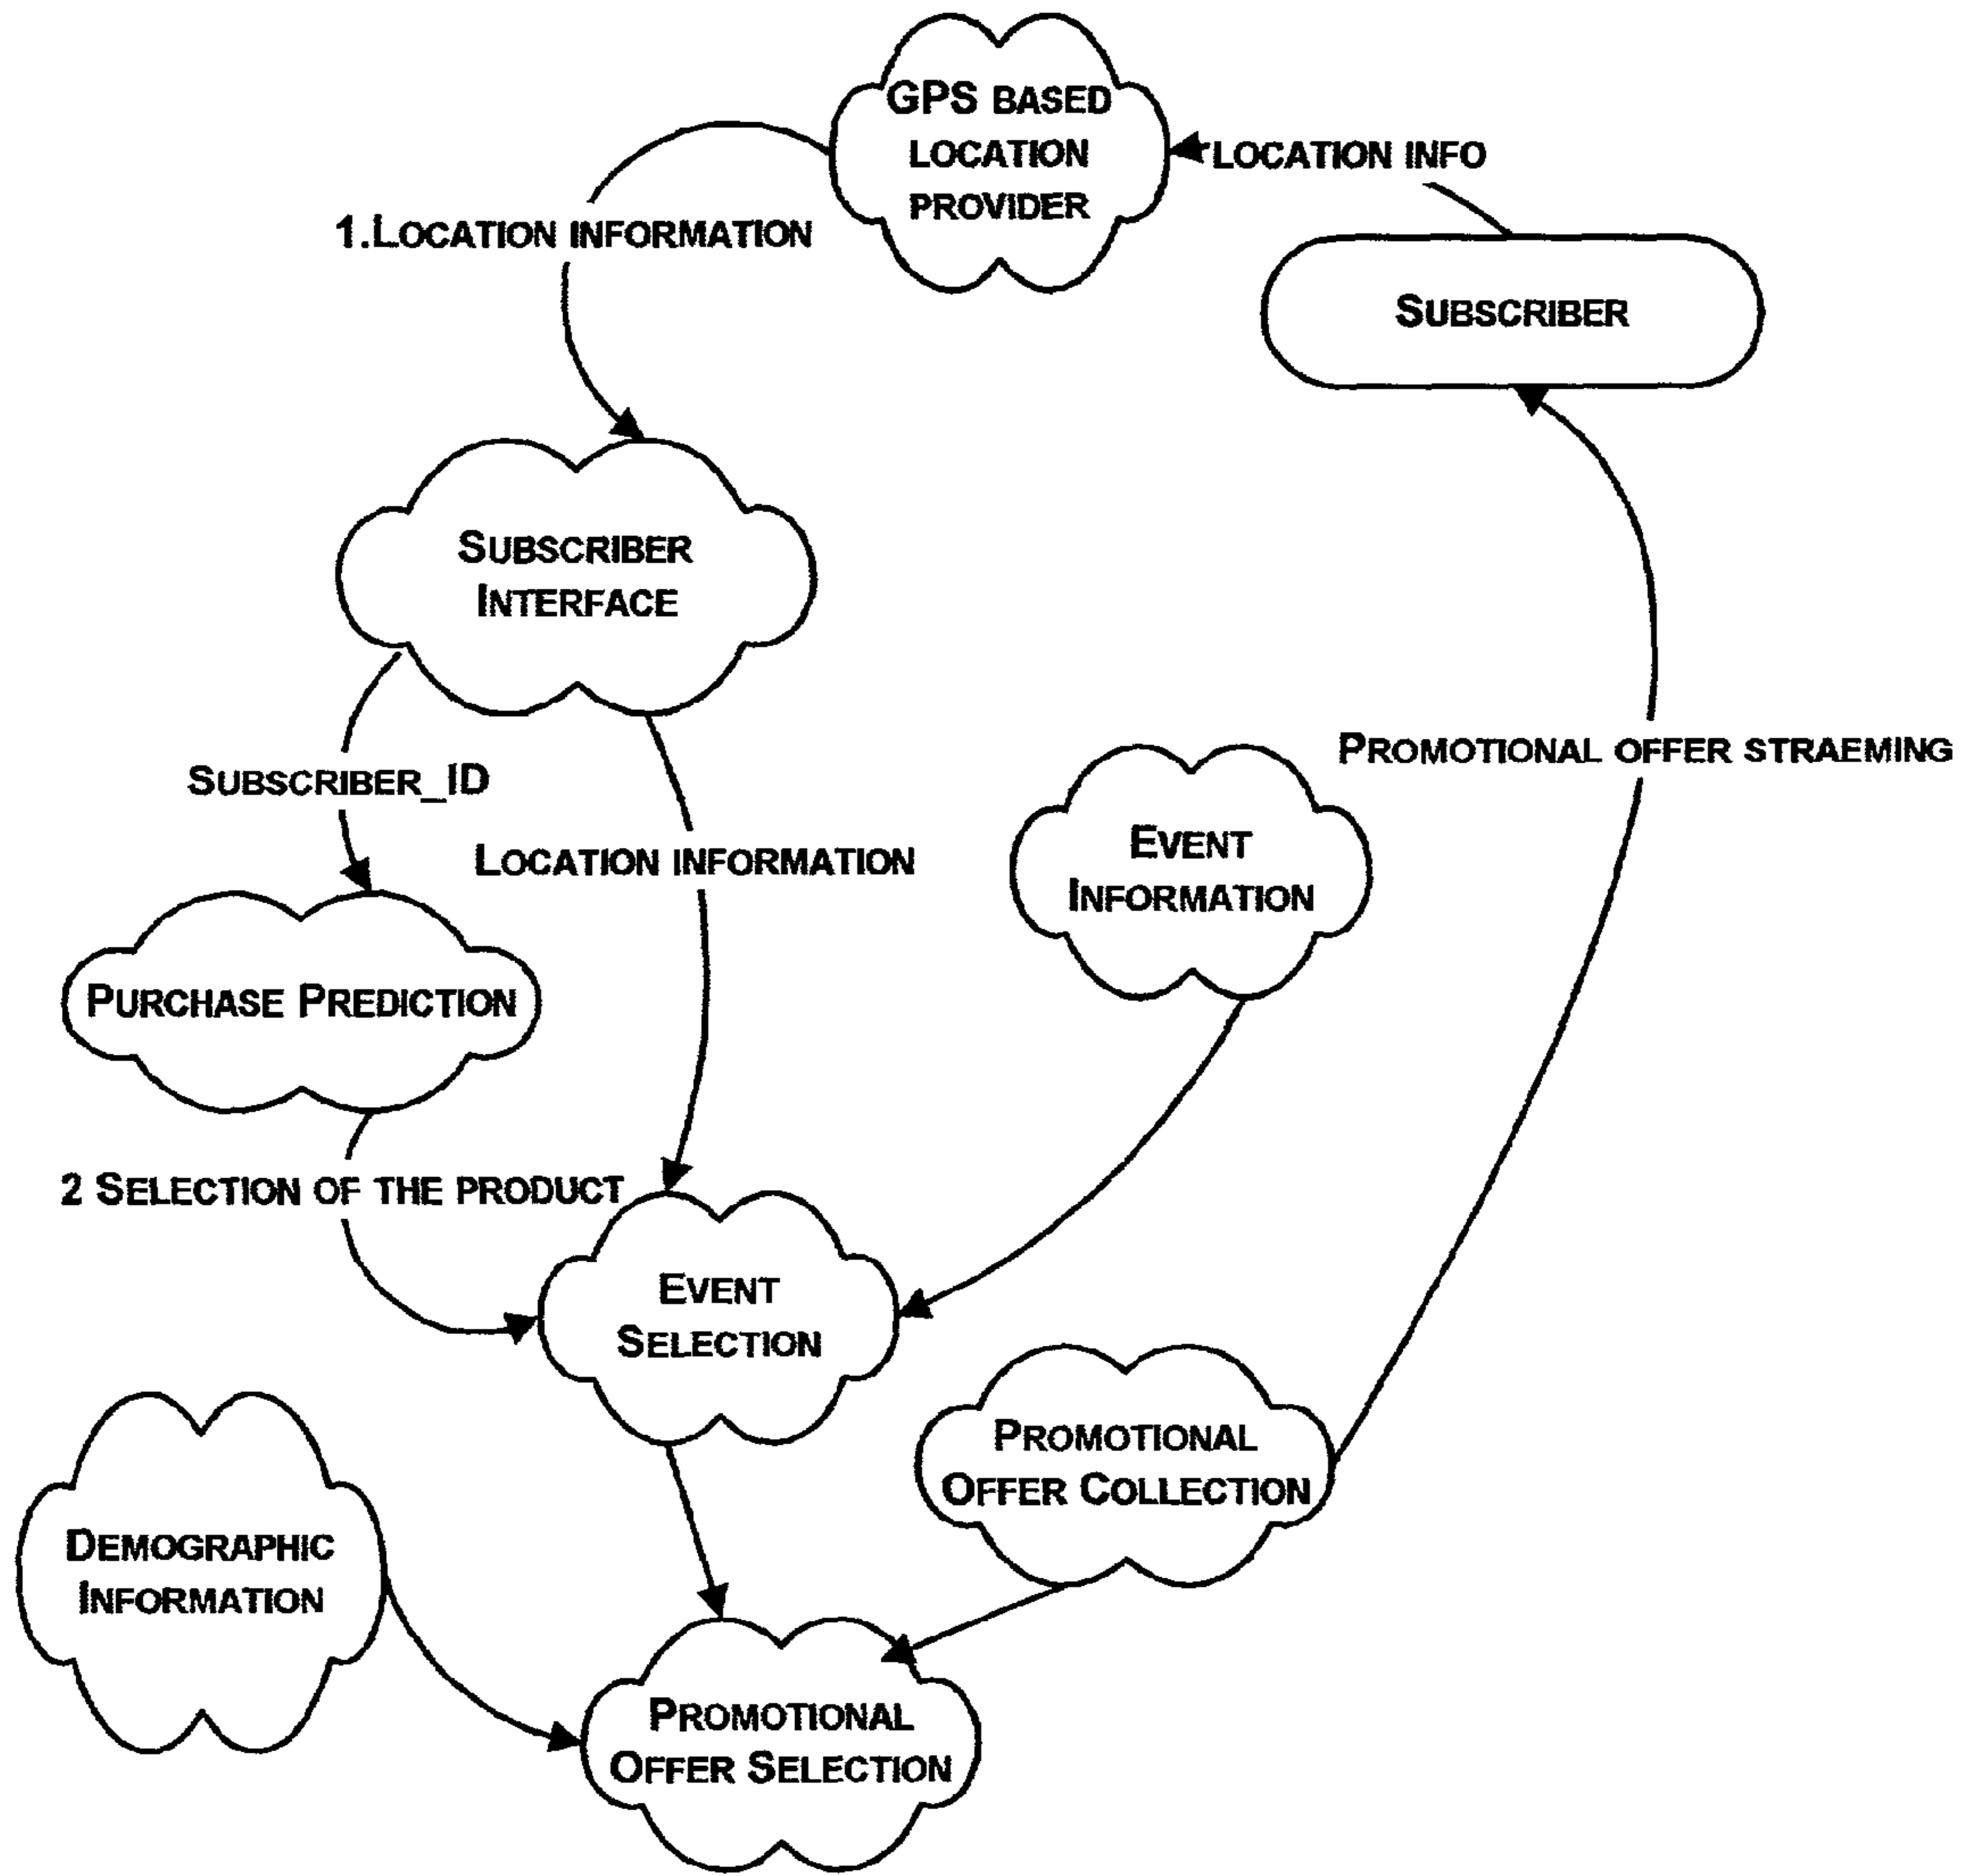 GPS BASED
LOCATION
PROVIDER
LOCATION INFO
1.LOCATION INFORMATION
SUBSCRIBER
SUBSCRIBER
INTERFACE
SUBSCRIBER_ID
PROMOTIONAL OFFER STRAEMING
LOCATION INFORMATION
EVENT
INFORMATION
PURCHASE PREDICTION
2 SELECTION OF THE PRODUCT
EVENT
SELECTION
PROMOTIONAL
OFFER COLLECTION
DEMOGRAPHIC
INFORMATION
PROMOTIONAL
OFFER SELECTION